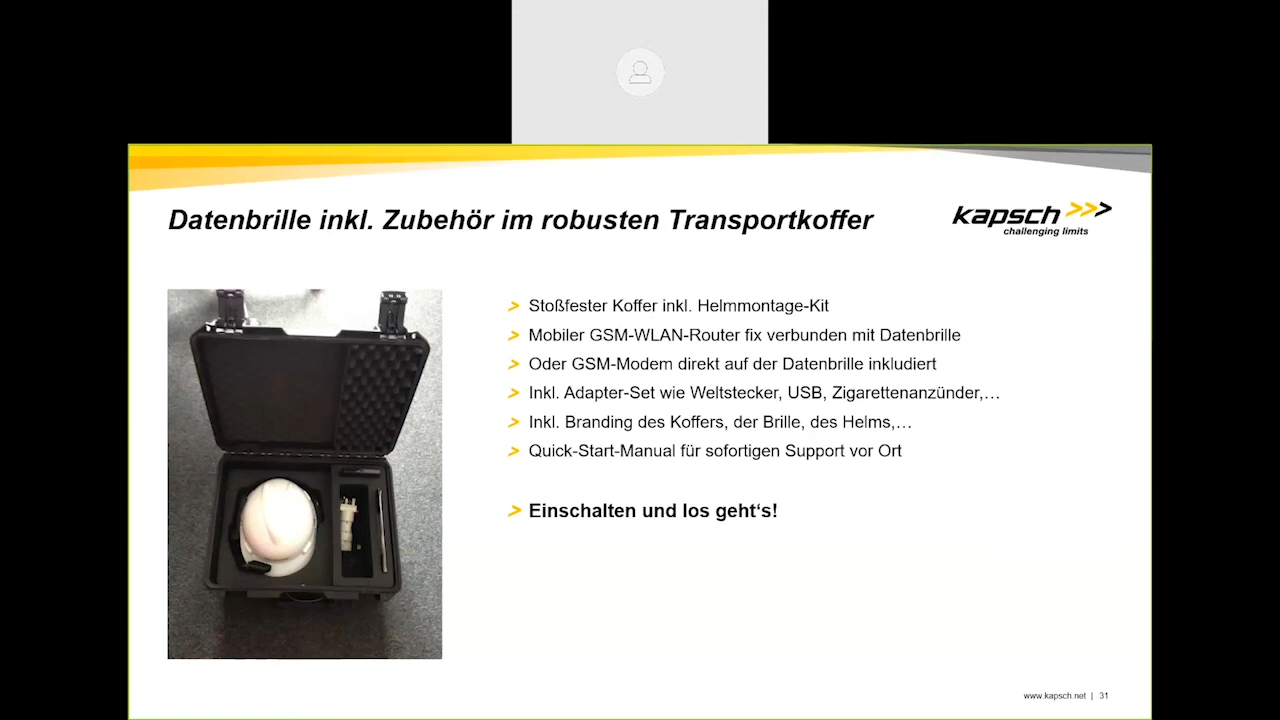 Datenbrille inkl. Zubehör im robusten Transportkoffer
kapsch
challenging limits
Stoßfester Koffer inkl. Helmmontage-Kit
Mobiler GSM-WLAN-Router fix verbunden mit Datenbrille
Oder GSM-Modem direkt auf der Datenbrille inkludiert
Inkl. Adapter-Set wie Weltstecker, USB, Zigarettenanzünder,…
Inkl. Branding des Koffers, der Brille, des Helms,…
Quick-Start-Manual für sofortigen Support vor Ort
Einschalten und los geht‘s!
www.kapsch.net | 31